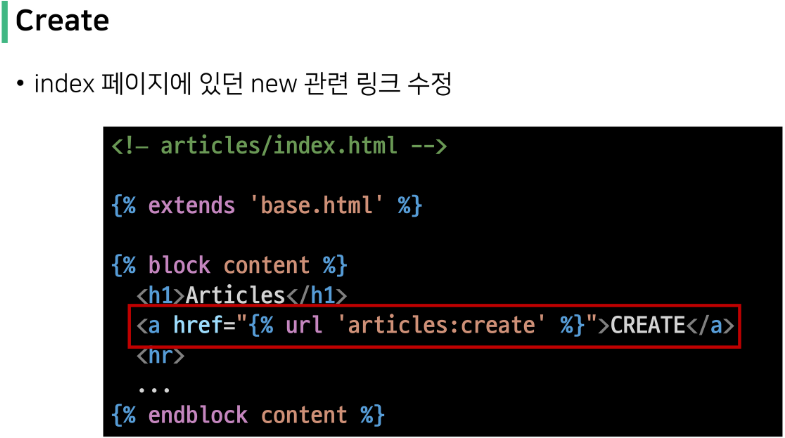 Create
• index 페이지에 있던 new 관련 링크 수정
<!— articles/index.html -->
{% extends 'base.html' %}
{% block content %}
<h1>Articles</h1>
<a href="{% url 'articles:create' %}">CREATE</a>
<hr>
...
{% endblock content %}